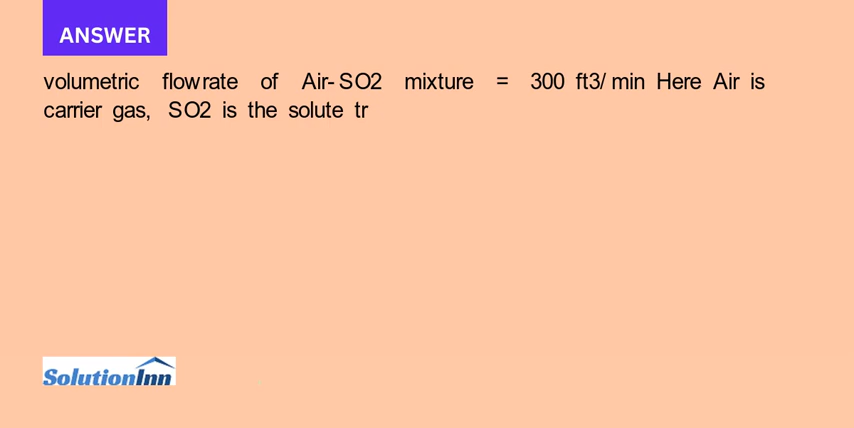 ANSWER
volumetric flowrate of Air-SO2 mixture = 300 ft3/min Here Air is
carrier gas, SO2 is the solute tr
SolutionInn